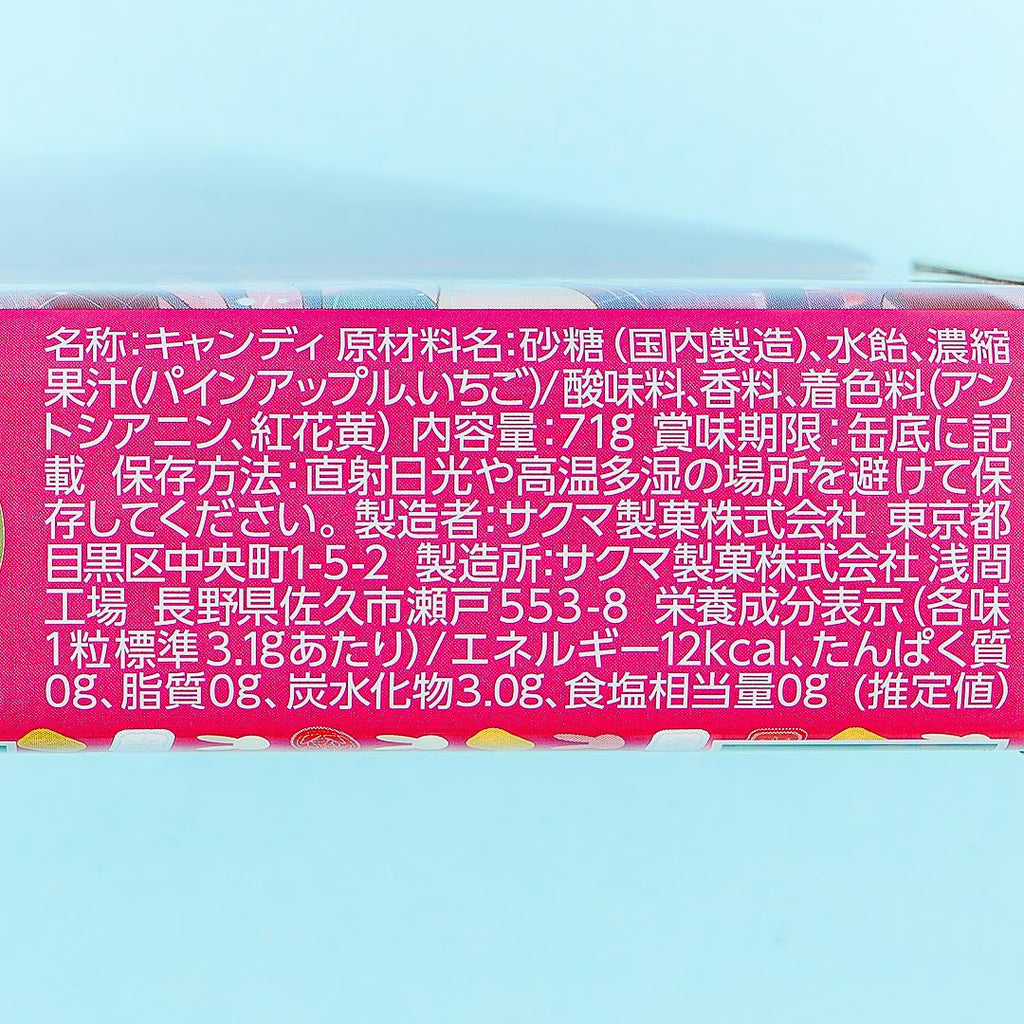 名称：キャンディ 原材料名：砂糖（国内製造）、水飴、濃縮
果汁（パインアップル、いちご）/酸味料、香料、着色料（アン
トシアニン、紅花黄） 内容量：71g 賞味期限：缶底に記
載 保存方法：直射日光や高温多湿の場所を避けて保
存してください。 製造者：サクマ製菓株式会社 東京都
目黒区中央町1-5-2 製造所：サクマ製菓株式会社 浅間
工場 長野県佐久市瀬戸553-8 栄養成分表示（各味
1粒標準3.1gあたり）/エネルギー12kcal、たんぱく質
0g、脂質0g、炭水化物3.0g、食塩相当量0g （推定値）